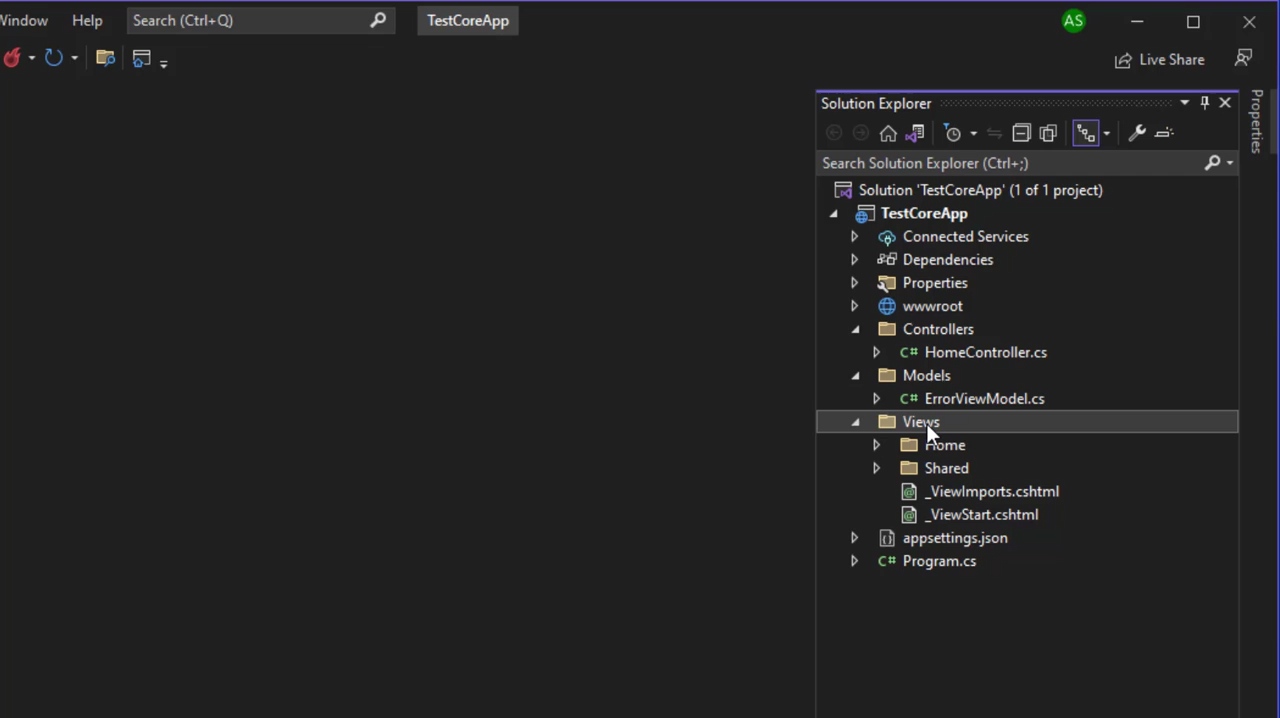 Window Help Search (Ctrl+Q) TestCoreApp AS
Live Share
Solution Explorer
Properties
Search Solution Explorer (Ctrl+;)
Solution 'TestCoreApp' (1 of 1 project)
TestCoreApp
Connected Services
Dependencies
Properties
wwwroot
Controllers
C# HomeController.cs
Models
C# ErrorViewModel.cs
Views
Home
Shared
_ViewImports.cshtml
_ViewStart.cshtml
appsettings.json
C# Program.cs